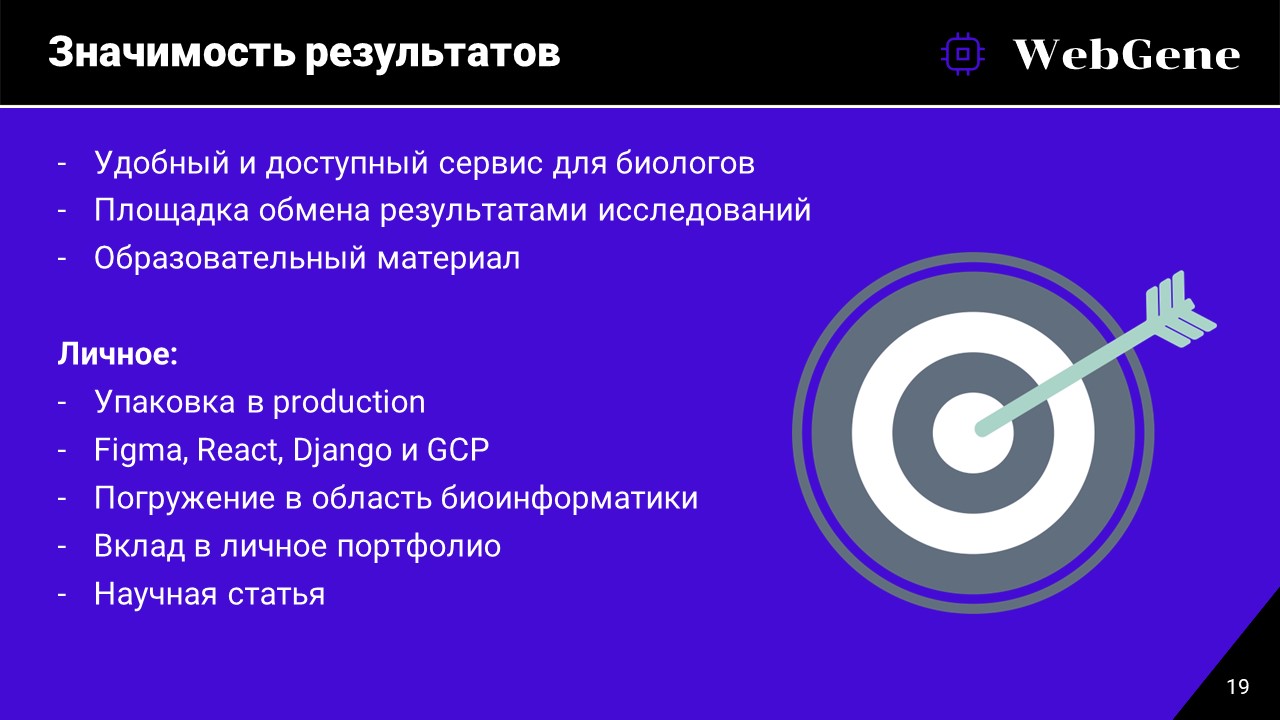 Значимость результатов
WebGene
- Удобный и доступный сервис для биологов
- Площадка обмена результатами исследований
- Образовательный материал
Личное:
- Упаковка в production
- Figma, React, Django и GCP
- Погружение в область биоинформатики
- Вклад в личное портфолио
- Научная статья
19